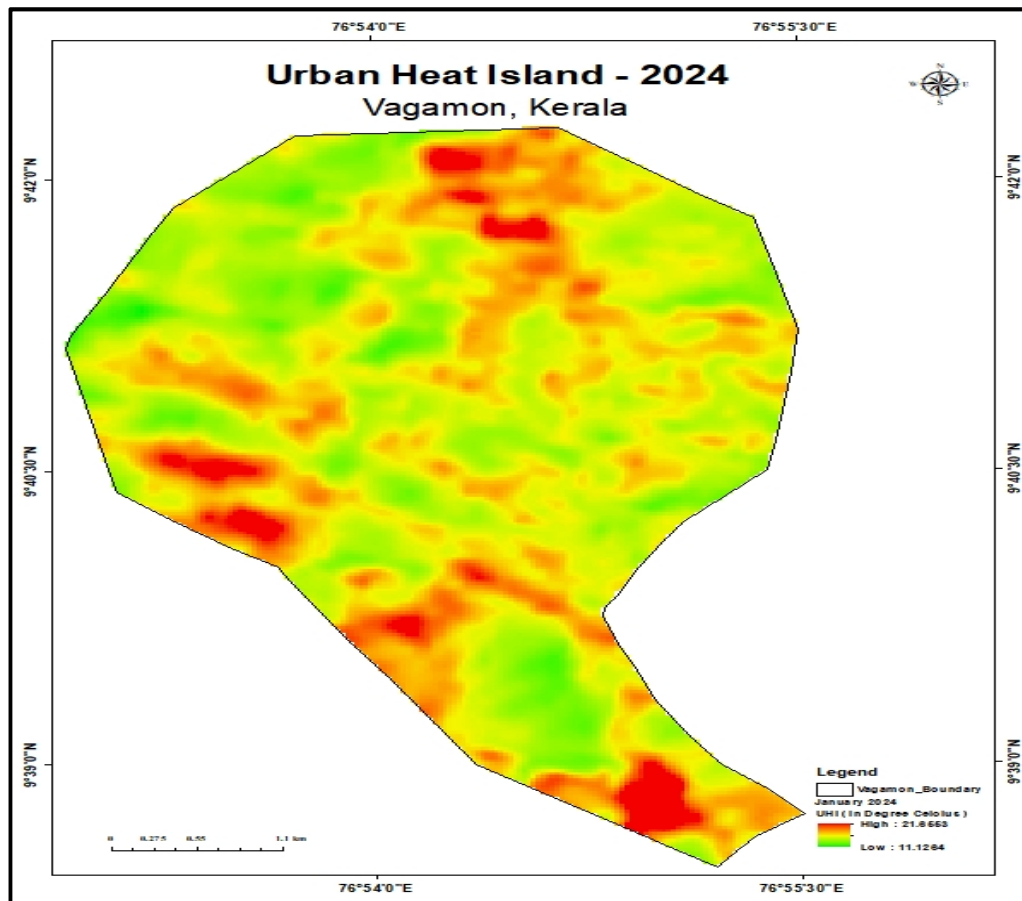 76°54'0"E 76°55'30"E
Urban Heat Island - 2024
Vagamon, Kerala
N
W E
S
9°42'0"N 9°42'0"N
9°40'30"N 9°40'30"N
9°39'0"N 9°39'0"N
Legend
Vagamon_Boundary
January 2024
UHI (In Degree Celcius)
High : 21.6553
Low : 11.1264
0 0.275 0.55 1.1 km
76°54'0"E 76°55'30"E